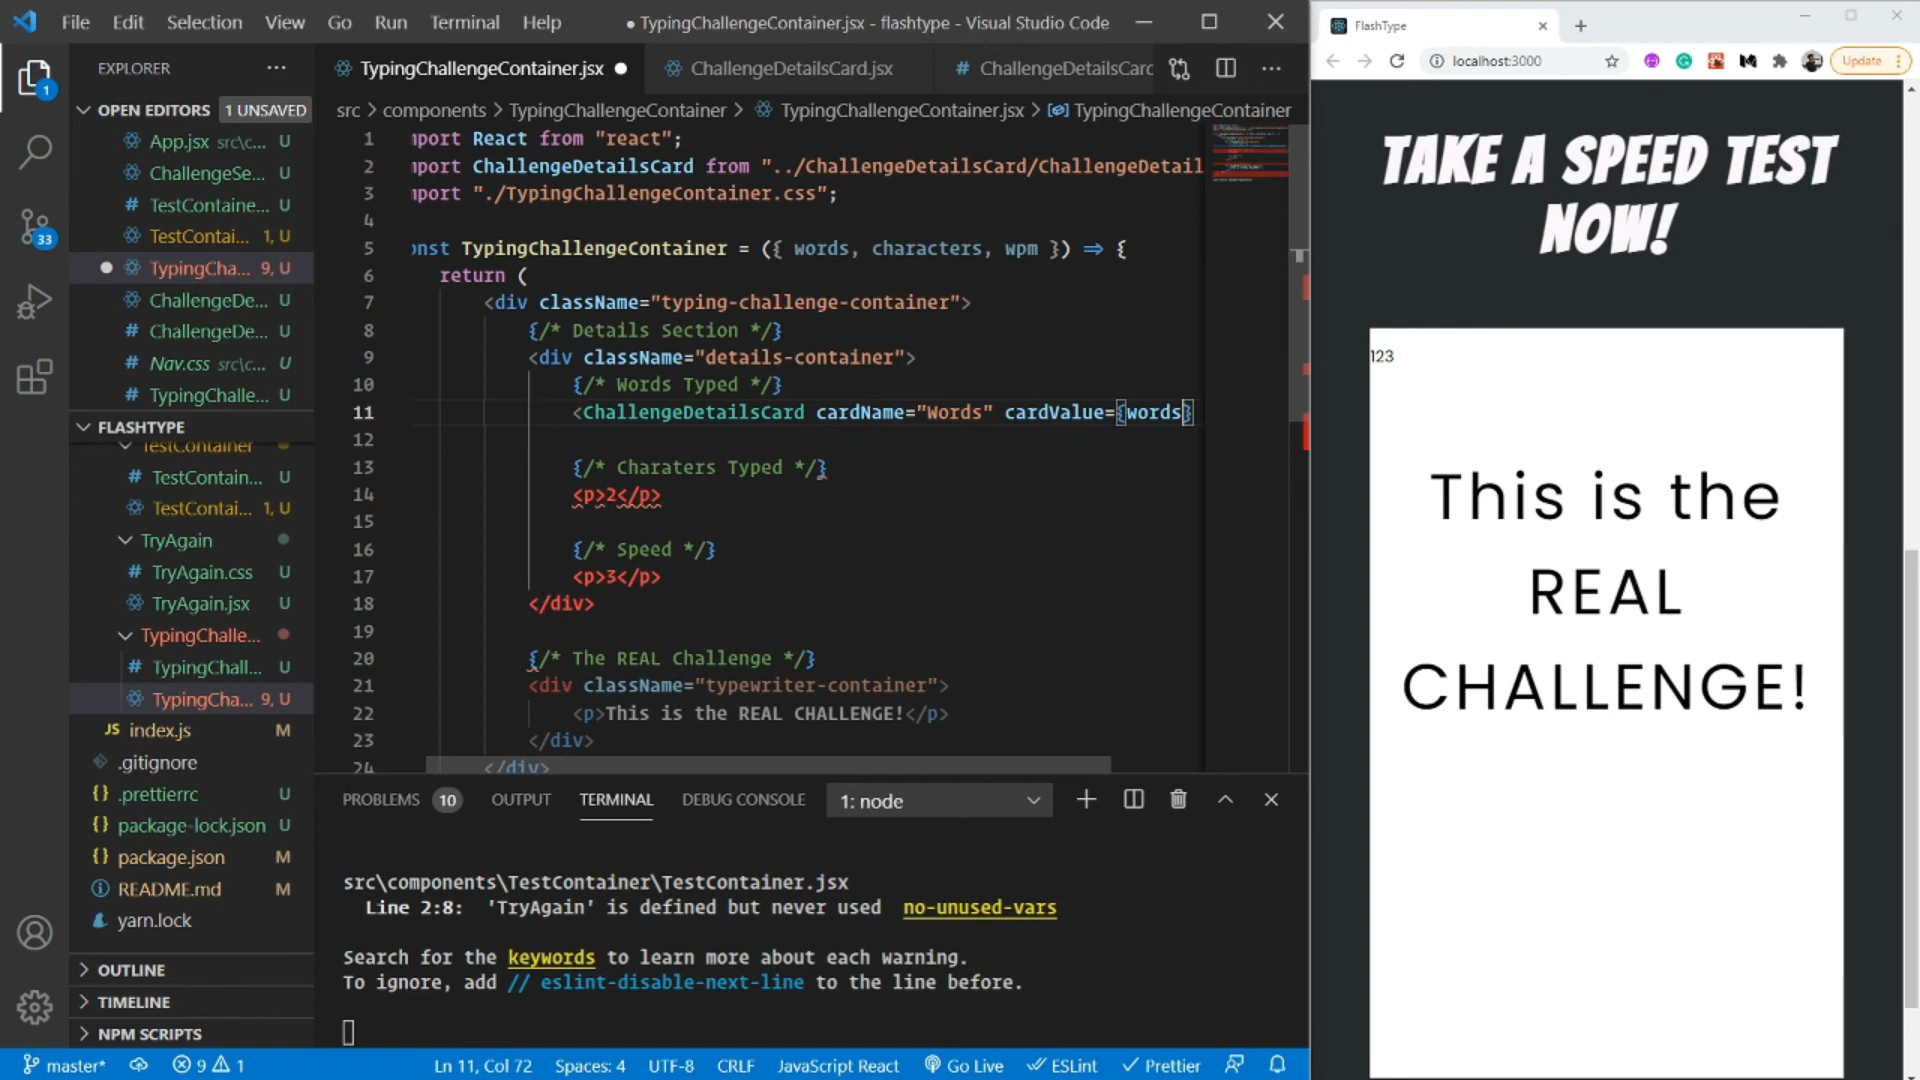 File Edit Selection View Go Run Terminal Help
● TypingChallengeContainer.jsx - flashtype - Visual Studio Code
EXPLORER
OPEN EDITORS 1 UNSAVED
App.jsx src\c... U
ChallengeSe... U
TestContaine... U
TestContai... 1, U
TypingCha... 9, U
ChallengeDe... U
ChallengeDe... U
Nav.css src\c... U
TypingChalle... U
FLASHTYPE
TestContainer
TestContain... U
TestContai... 1, U
TryAgain
TryAgain.css U
TryAgain.jsx U
TypingChalle...
TypingChall... U
TypingCha... 9, U
JS index.js M
.gitignore
.prettierrc U
package-lock.json U
package.json M
README.md M
yarn.lock
OUTLINE
TIMELINE
NPM SCRIPTS
1
33
TypingChallengeContainer.jsx
ChallengeDetailsCard.jsx
# ChallengeDetailsCard
src > components > TypingChallengeContainer > TypingChallengeContainer.jsx > TypingChallengeContainer
1 mport React from "react";
2 mport ChallengeDetailsCard from "../ChallengeDetailsCard/ChallengeDetail
3 mport "./TypingChallengeContainer.css";
4
5 onst TypingChallengeContainer = ({ words, characters, wpm }) => {
6 return (
7 <div className="typing-challenge-container">
8 {/* Details Section */}
9 <div className="details-container">
10 {/* Words Typed */}
11 <ChallengeDetailsCard cardName="Words" cardValue={words}
12
13 {/* Charaters Typed */}
14 <p>2</p>
15
16 {/* Speed */}
17 <p>3</p>
18 </div>
19
20 {/* The REAL Challenge */}
21 <div className="typewriter-container">
22 <p>This is the REAL CHALLENGE!</p>
23 </div>
24 </div>
PROBLEMS 10 OUTPUT TERMINAL DEBUG CONSOLE 1: node
src\components\TestContainer\TestContainer.jsx
Line 2:8: 'TryAgain' is defined but never used no-unused-vars
Search for the keywords to learn more about each warning.
To ignore, add // eslint-disable-next-line to the line before.
master* 9 1 Ln 11, Col 72 Spaces: 4 UTF-8 CRLF JavaScript React Go Live ESLint Prettier
FlashType
localhost:3000
Update
TAKE A SPEED TEST
NOW!
123
This is the
REAL
CHALLENGE!